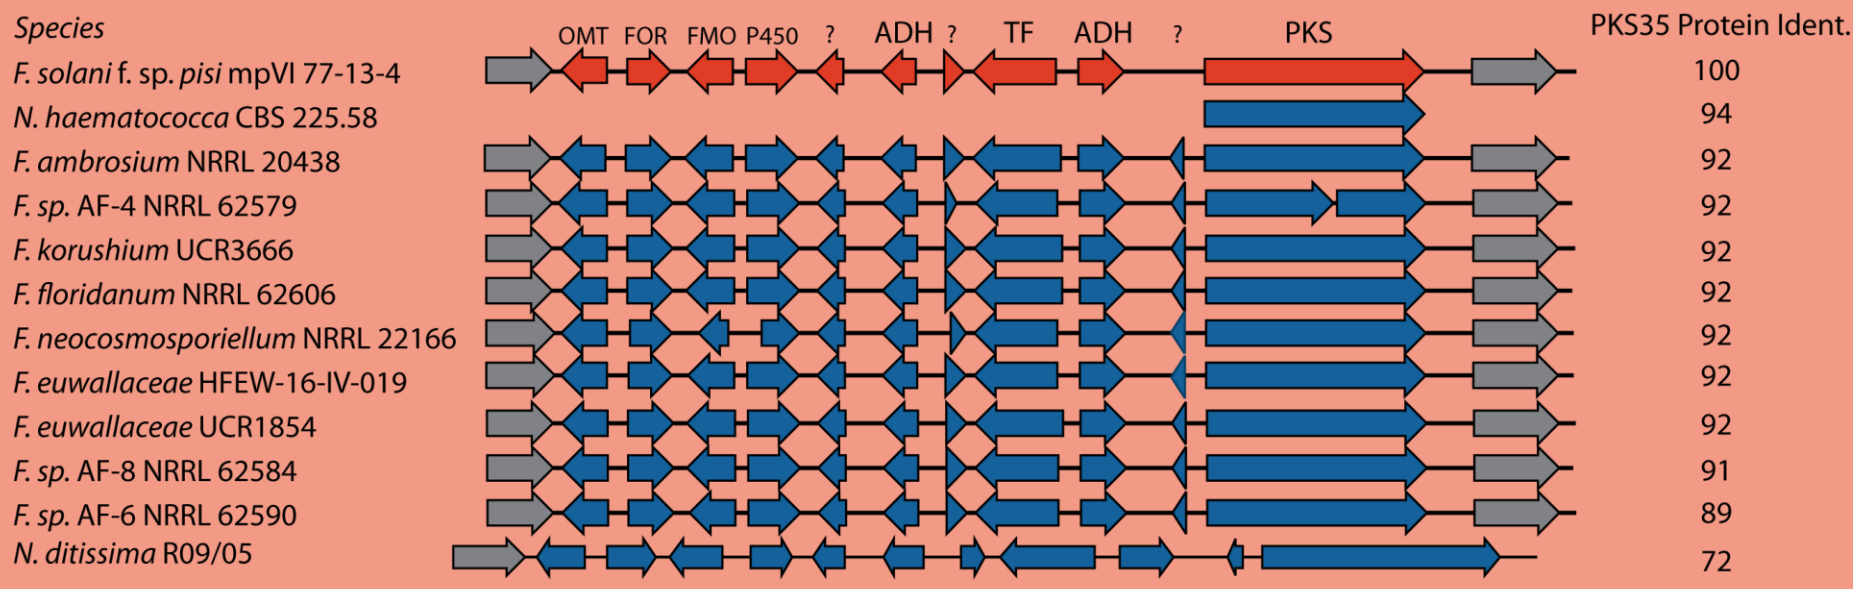 Species OMT FOR FMO P450 ? ADH ? TF ADH ? PKS PKS35 Protein Ident.
F. solani f. sp. pisi mpVI 77-13-4 100
N. haematococca CBS 225.58 94
F. ambrosium NRRL 20438 92
F. sp. AF-4 NRRL 62579 92
F. korushium UCR3666 92
F. floridanum NRRL 62606 92
F. neocosmosporiellum NRRL 22166 92
F. euwallaceae HFEW-16-IV-019 92
F. euwallaceae UCR1854 92
F. sp. AF-8 NRRL 62584 91
F. sp. AF-6 NRRL 62590 89
N. ditissima R09/05 72